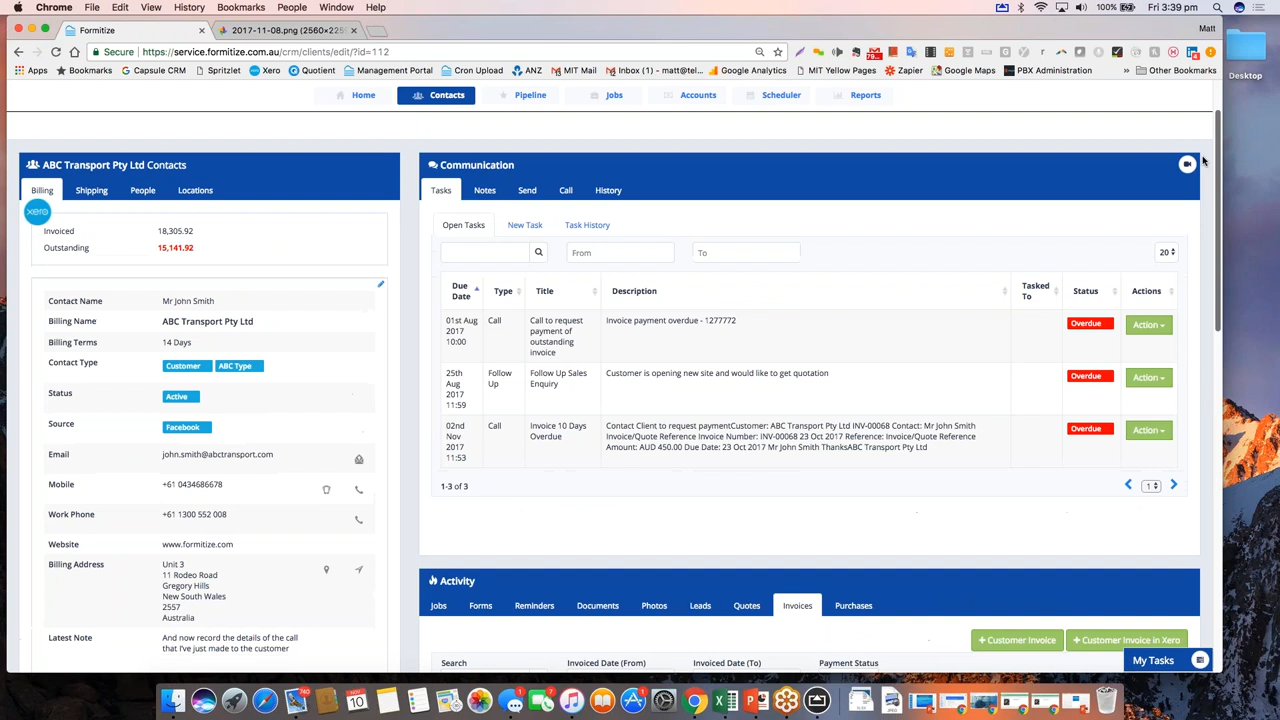 Chrome File Edit View History Bookmarks People Window Help 100% Fri 3:39 pm
Formitize 2017-11-08.png (2560×225 Matt
Secure https://service.formitize.com.au/crm/clients/edit/?id=112
Apps Bookmarks Capsule CRM Spritzlet Xero Quotient Management Portal Cron Upload ANZ MIT Mail Inbox (1) - matt@tel... Google Analytics MIT Yellow Pages Zapier Google Maps PBX Administration » Other Bookmarks
Desktop
Home Contacts Pipeline Jobs Accounts Scheduler Reports
ABC Transport Pty Ltd Contacts
Billing Shipping People Locations
xero
Invoiced 18,305.92
Outstanding 15,141.92
Contact Name Mr John Smith
Billing Name ABC Transport Pty Ltd
Billing Terms 14 Days
Contact Type Customer ABC Type
Status Active
Source Facebook
Email john.smith@abctransport.com
Mobile +61 0434686678
Work Phone +61 1300 552 008
Website www.formitize.com
Billing Address Unit 3
11 Rodeo Road
Gregory Hills
New South Wales
2557
Australia
Latest Note And now record the details of the call
that I've just made to the customer
Communication
Tasks Notes Send Call History
Open Tasks New Task Task History
From To 20
Due Date Type Title Description Tasked To Status Actions
01st Aug 2017 10:00 Call Call to request payment of outstanding invoice Invoice payment overdue - 1277772 Overdue Action
25th Aug 2017 11:59 Follow Up Follow Up Sales Enquiry Customer is opening new site and would like to get quotation Overdue Action
02nd Nov 2017 11:53 Call Invoice 10 Days Overdue Contact Client to request paymentCustomer: ABC Transport Pty Ltd INV-00068 Contact: Mr John Smith Overdue Action
Invoice/Quote Reference Invoice Number: INV-00068 23 Oct 2017 Reference: Invoice/Quote Reference
Amount: AUD 450.00 Due Date: 23 Oct 2017 Mr John Smith ThanksABC Transport Pty Ltd
1-3 of 3 1
Activity
Jobs Forms Reminders Documents Photos Leads Quotes Invoices Purchases
+ Customer Invoice + Customer Invoice in Xero
Search Invoiced Date (From) Invoiced Date (To) Payment Status
My Tasks